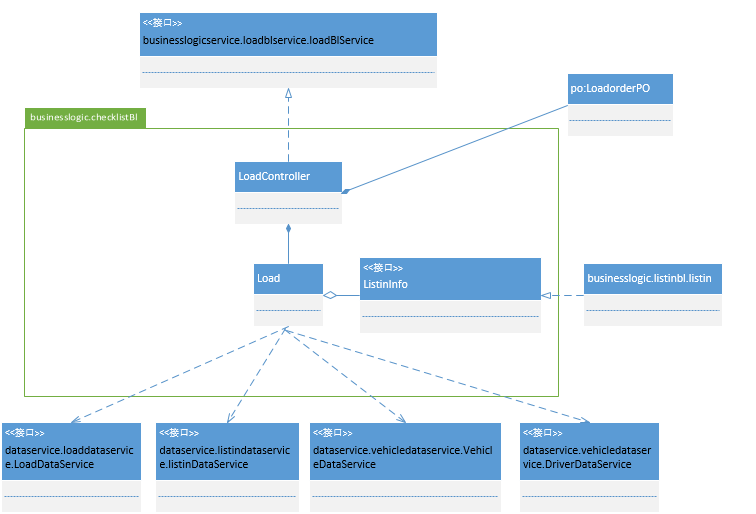 <<接口>>
businesslogicservice.loadblservice.loadBlService
po:LoadorderPO
businesslogic.checklistBl
LoadController
Load
<<接口>>
ListinInfo
businesslogic.listinbl.listin
<<接口>>
dataservice.loaddataservic
e.LoadDataService
<<接口>>
dataservice.listindataservic
e.listinDataService
<<接口>>
dataservice.vehicledataservice.Vehicl
eDataService
<<接口>>
dataservice.vehicledataser
vice.DriverDataService